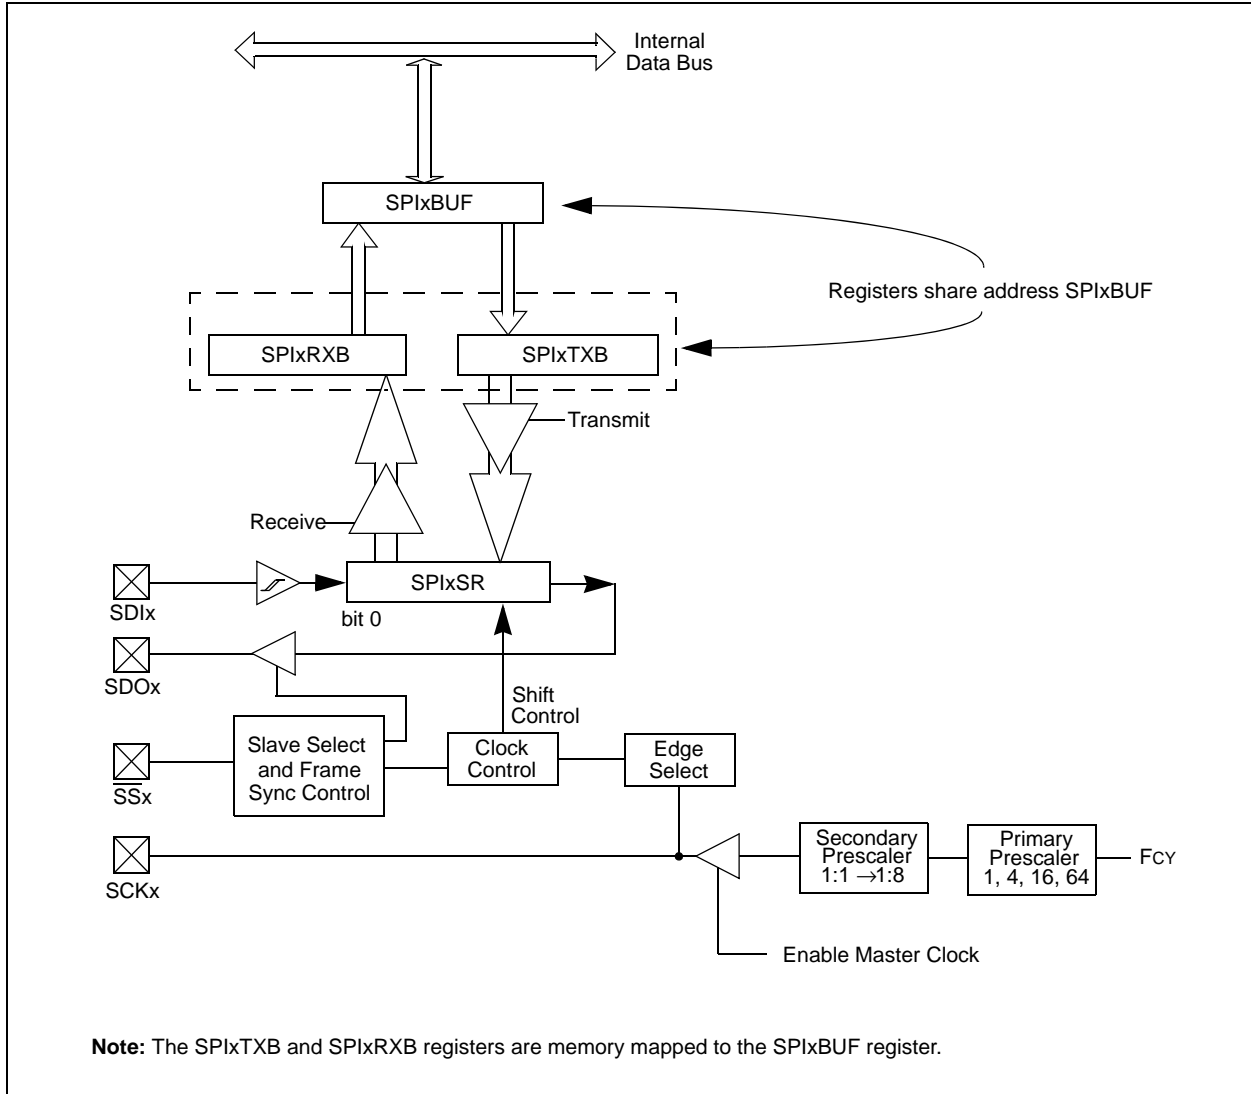 Internal
Data Bus
SPIxBUF
Registers share address SPIxBUF
SPIxRXB
SPIxTXB
Transmit
Receive
SPIxSR
SDIx
bit 0
SDOx
Shift
Control
Slave Select
and Frame
Sync Control
Clock
Control
Edge
Select
SSx
Secondary
Prescaler
1:1 →1:8
Primary
Prescaler
1, 4, 16, 64
FCY
SCKx
Enable Master Clock
Note: The SPIxTXB and SPIxRXB registers are memory mapped to the SPIxBUF register.